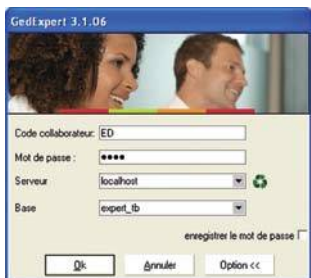 GedExpert 3.1.06
Code collaborateur: ED
Mot de passe : ●●●●
Serveur localhost
Base expert_tb
enregistrer le mot de passe
Ok Annuler Option <<